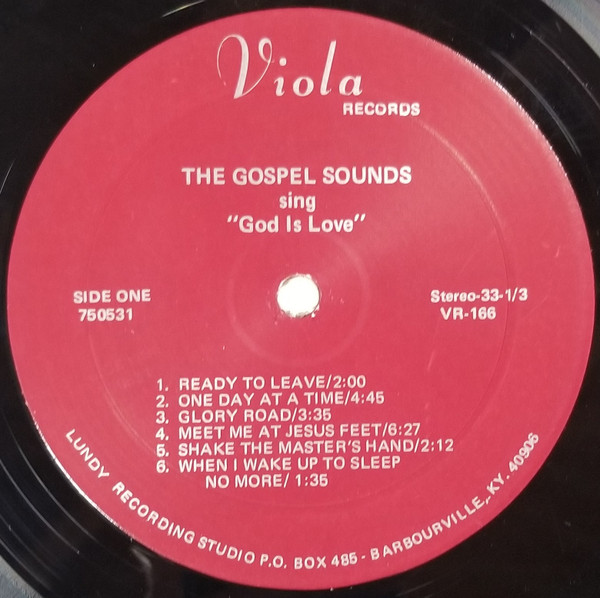 Viola
RECORDS
THE GOSPEL SOUNDS
sing
"God Is Love"
SIDE ONE
750531
Stereo-33-1/3
VR-166
1. READY TO LEAVE/2:00
2. ONE DAY AT A TIME/4:45
3. GLORY ROAD/3:35
4. MEET ME AT JESUS FEET/6:27
5. SHAKE THE MASTER'S HAND/2:12
6. WHEN I WAKE UP TO SLEEP
NO MORE/ 1:35
LUNDY RECORDING STUDIO P.O. BOX 485 - BARBOURVILLE, KY. 40906